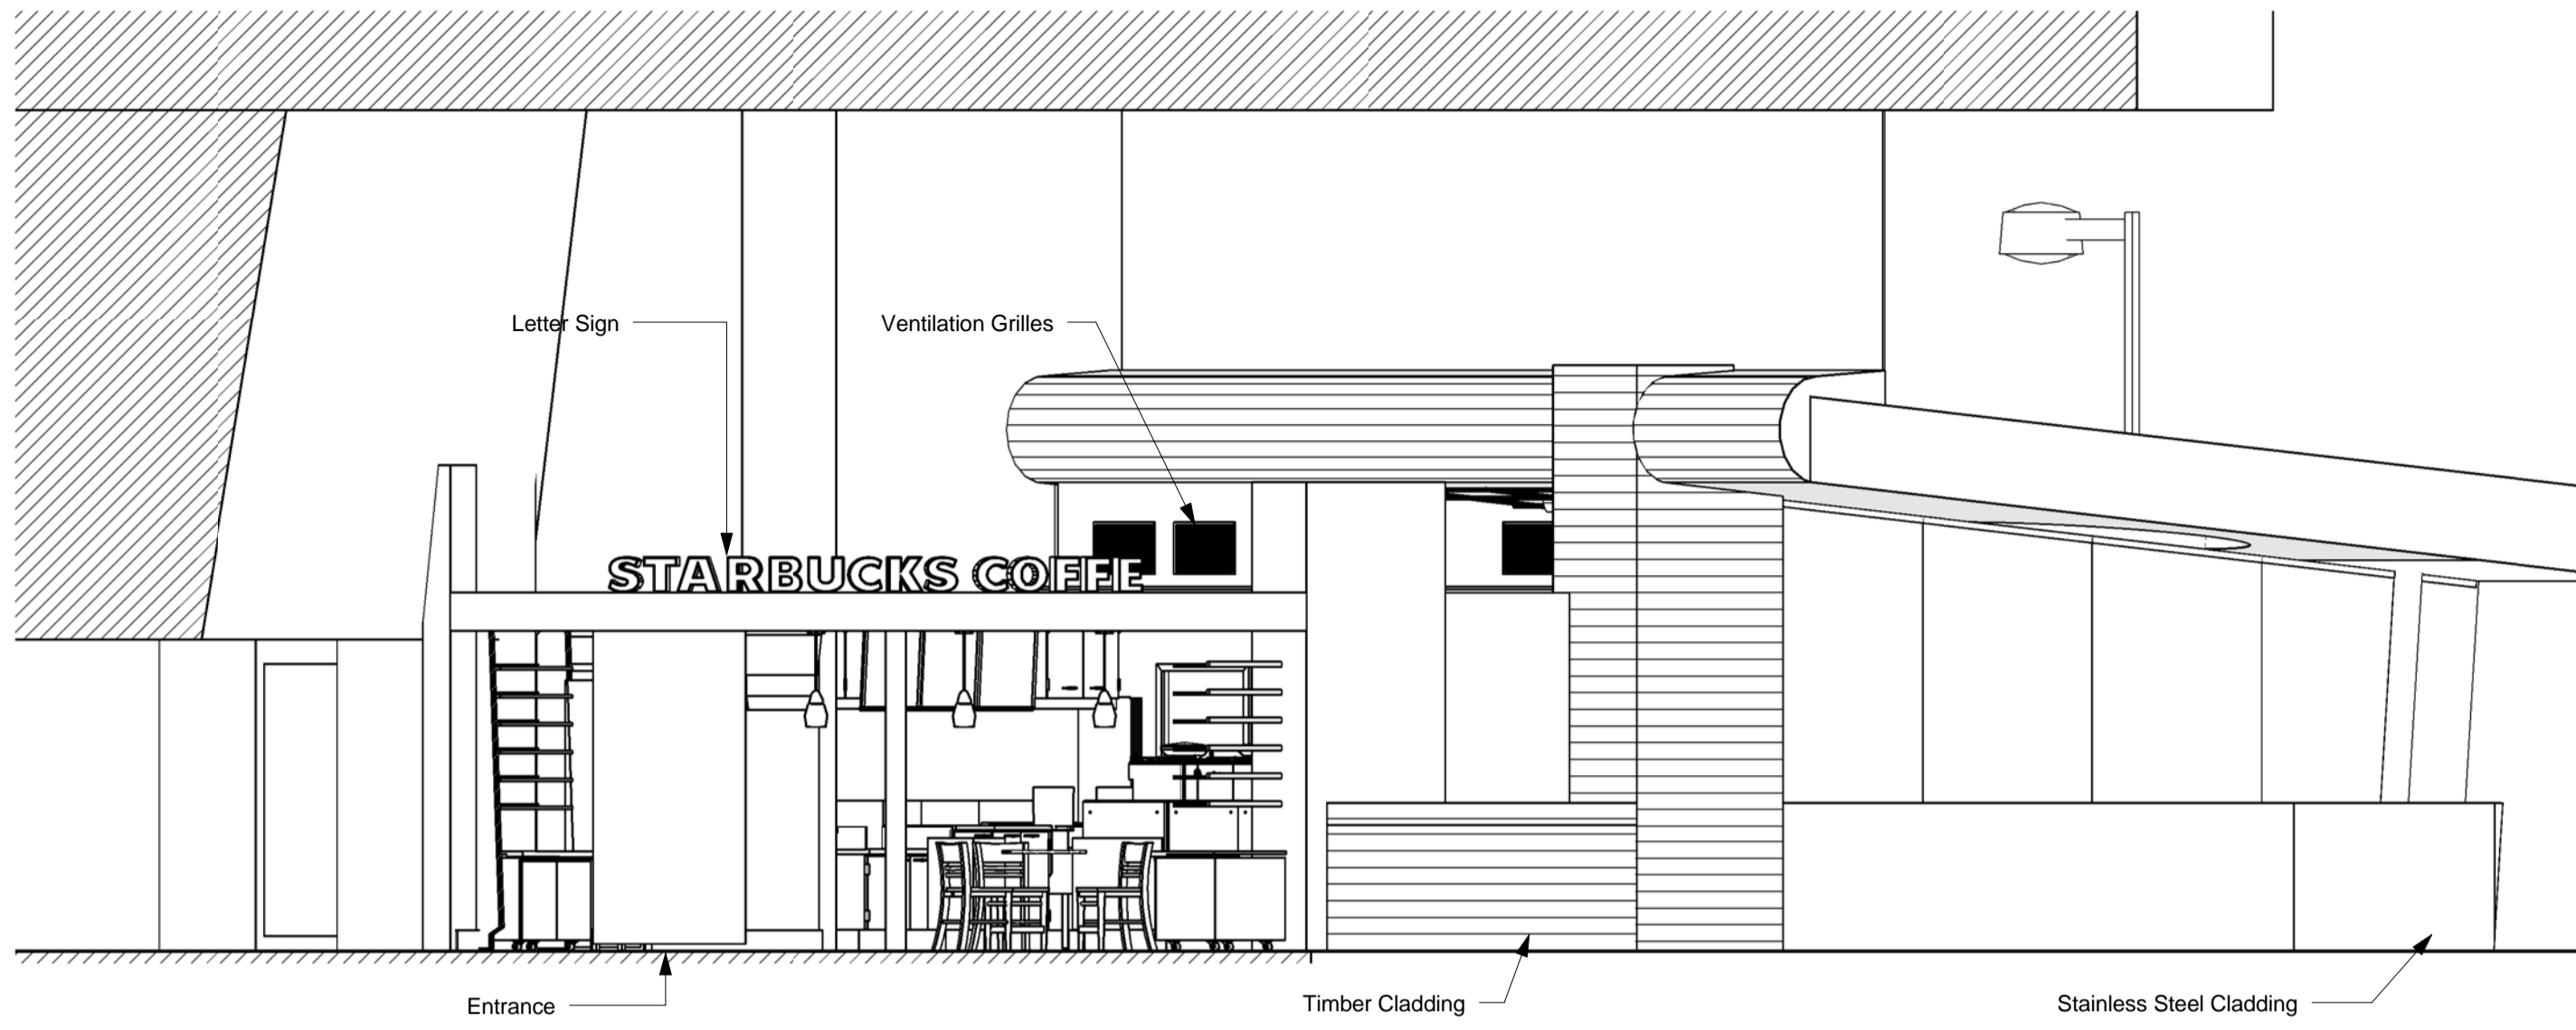 Letter Sign
Ventilation Grilles
STARBUCKS COFFE
Entrance
Timber Cladding
Stainless Steel Cladding